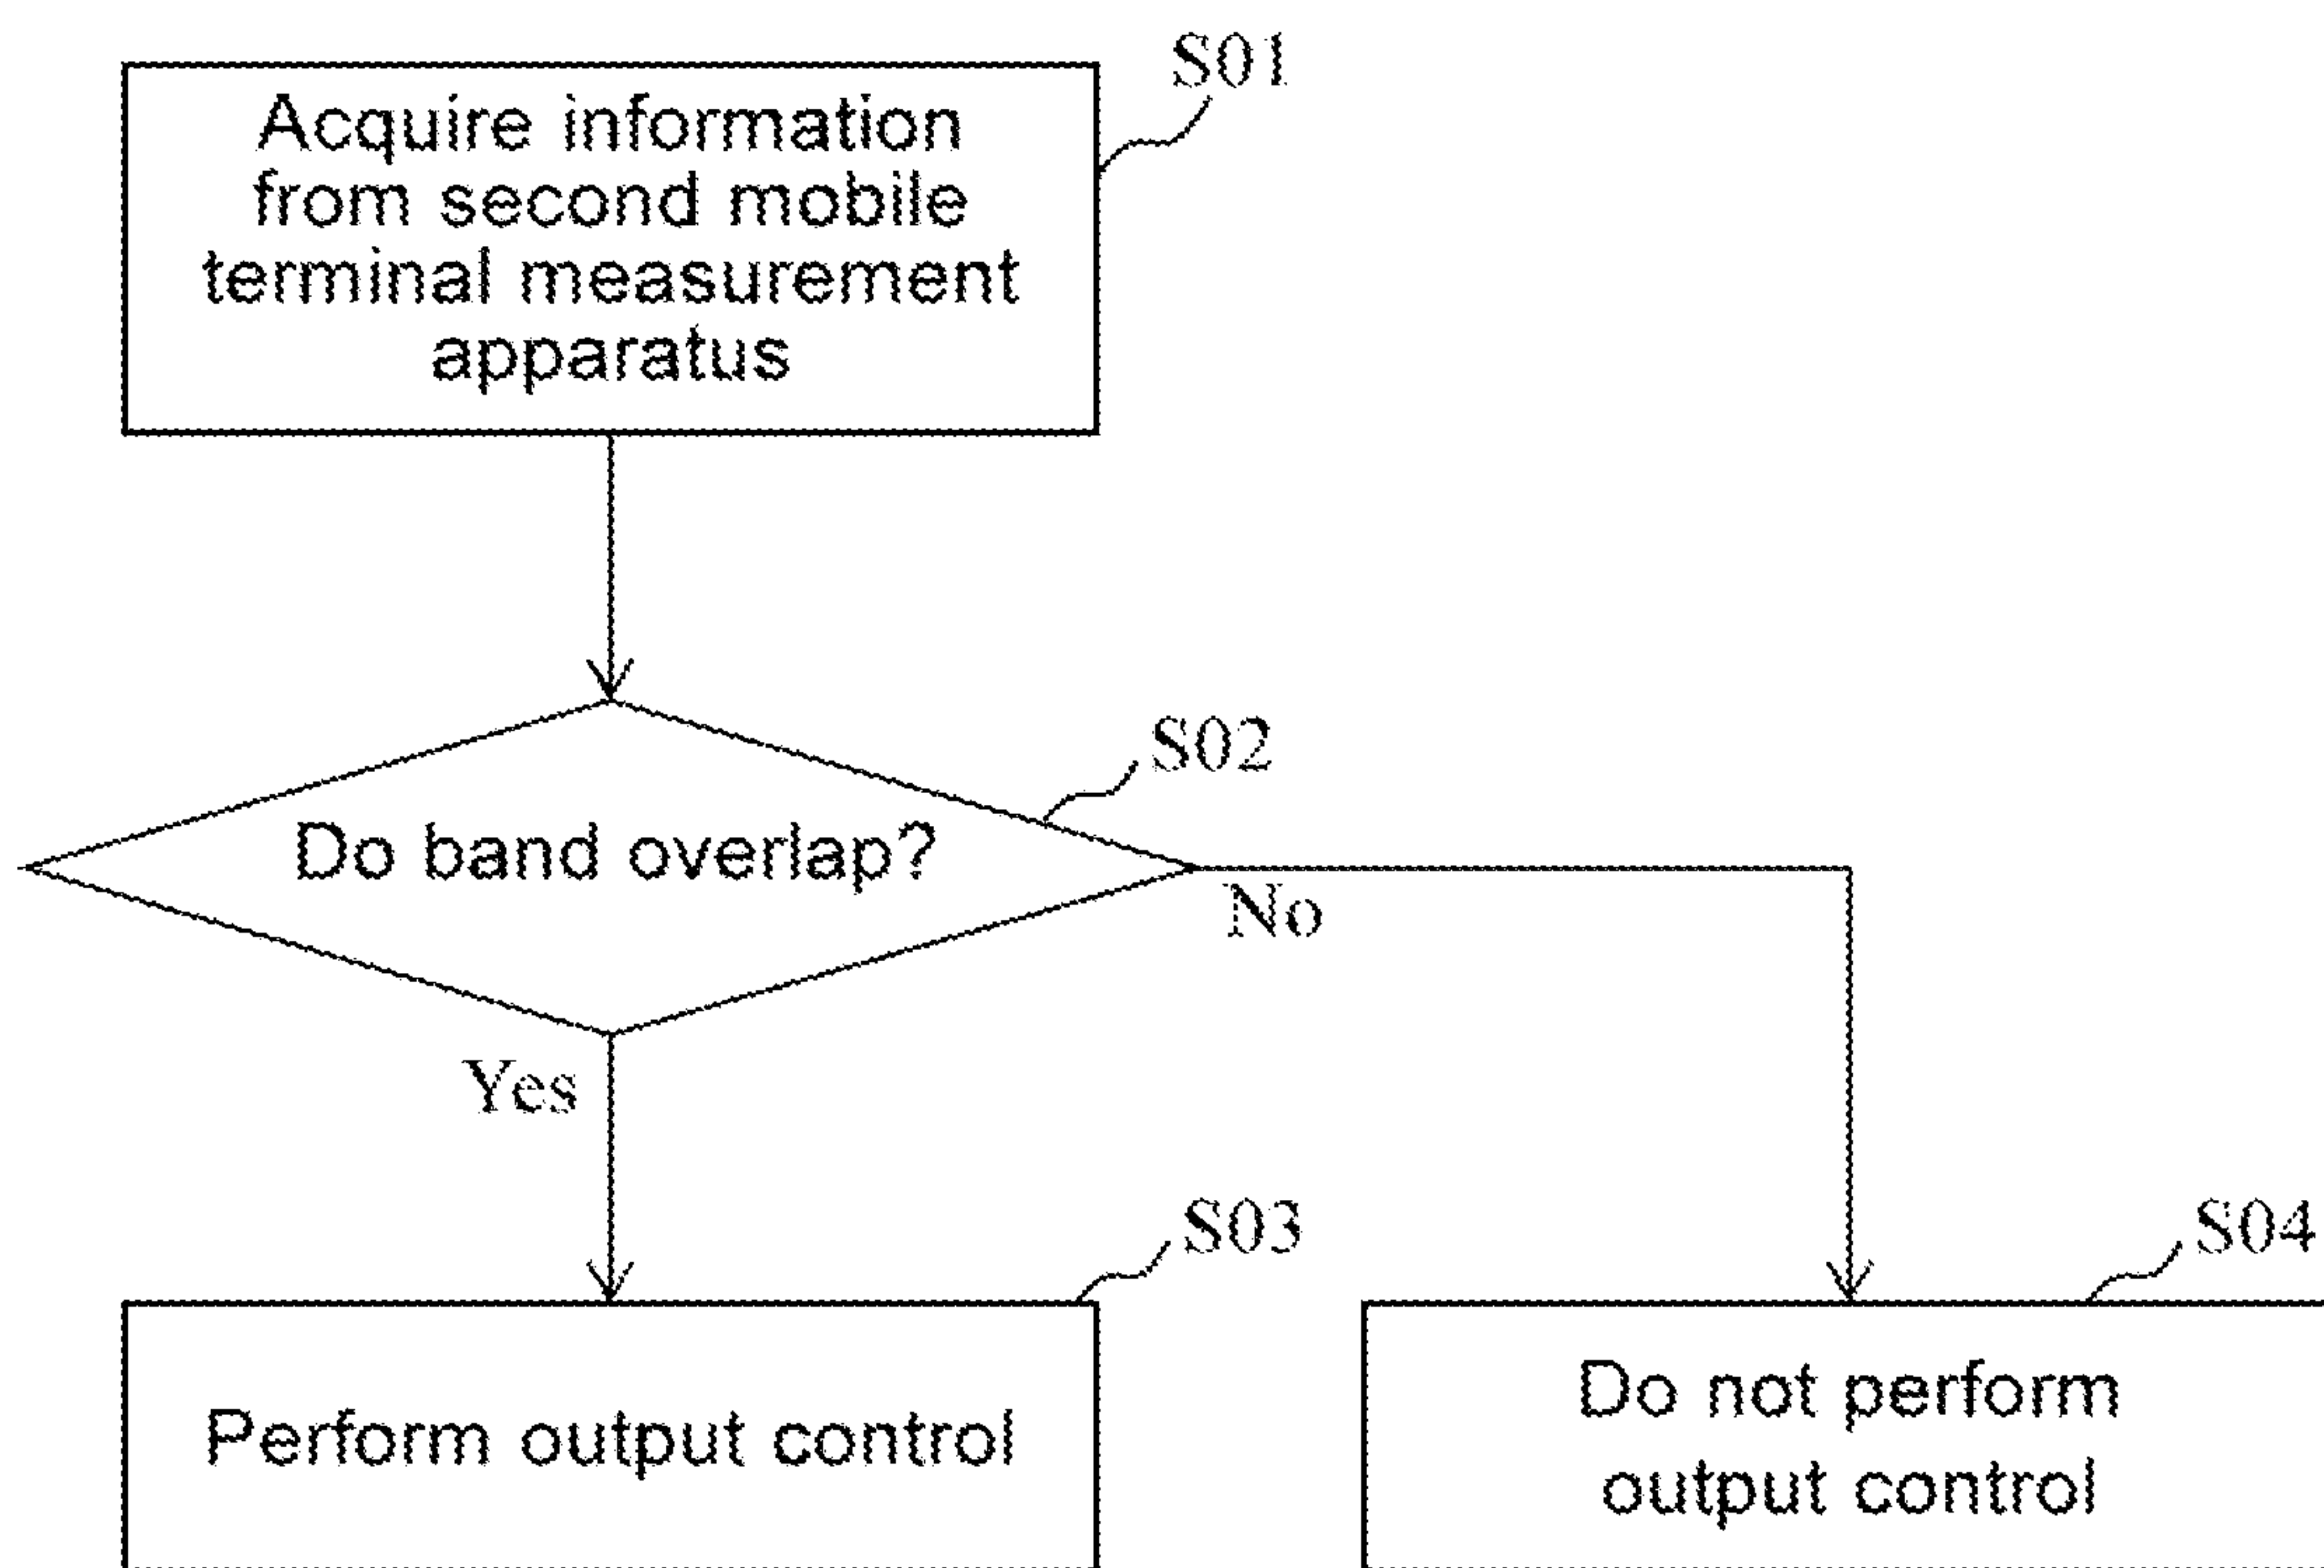 S01
Acquire information
from second mobile
terminal measurement
apparatus
S02
Do band overlap?
No
Yes
S03
S04
Perform output control
Do not perform
output control